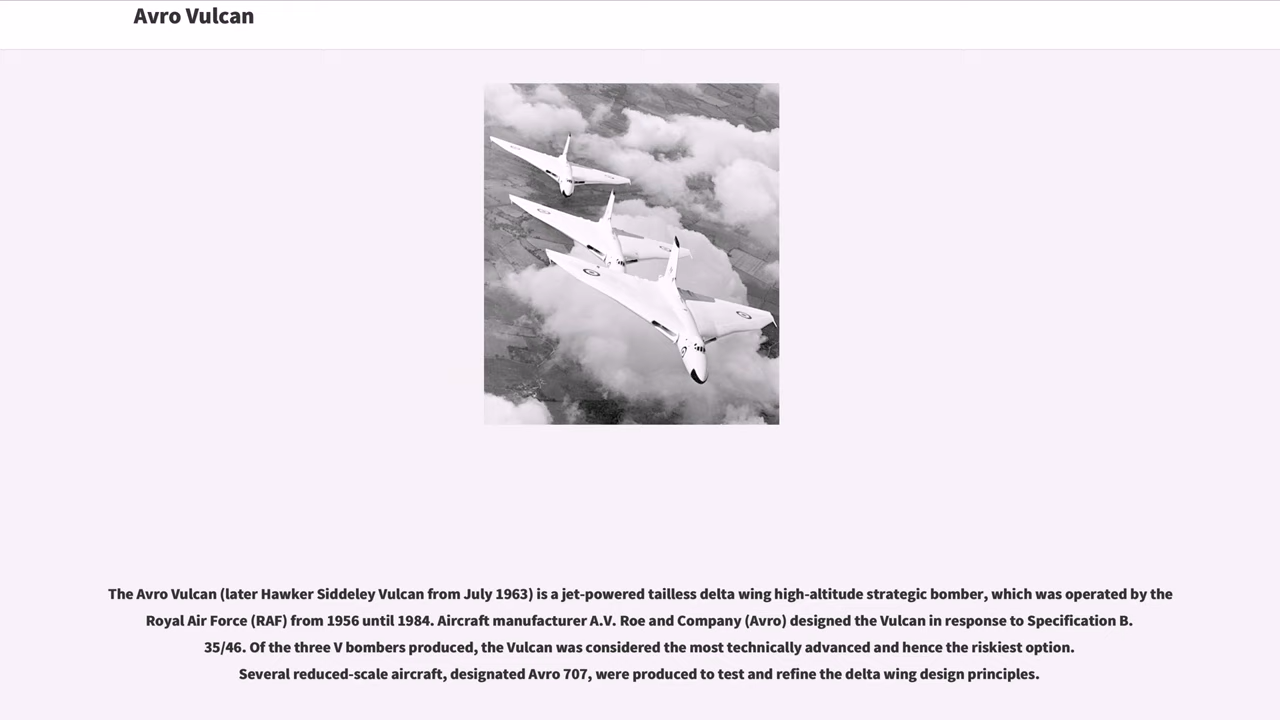 Avro Vulcan
The Avro Vulcan (later Hawker Siddeley Vulcan from July 1963) is a jet-powered tailless delta wing high-altitude strategic bomber, which was operated by the
Royal Air Force (RAF) from 1956 until 1984. Aircraft manufacturer A.V. Roe and Company (Avro) designed the Vulcan in response to Specification B.
35/46. Of the three V bombers produced, the Vulcan was considered the most technically advanced and hence the riskiest option.
Several reduced-scale aircraft, designated Avro 707, were produced to test and refine the delta wing design principles.